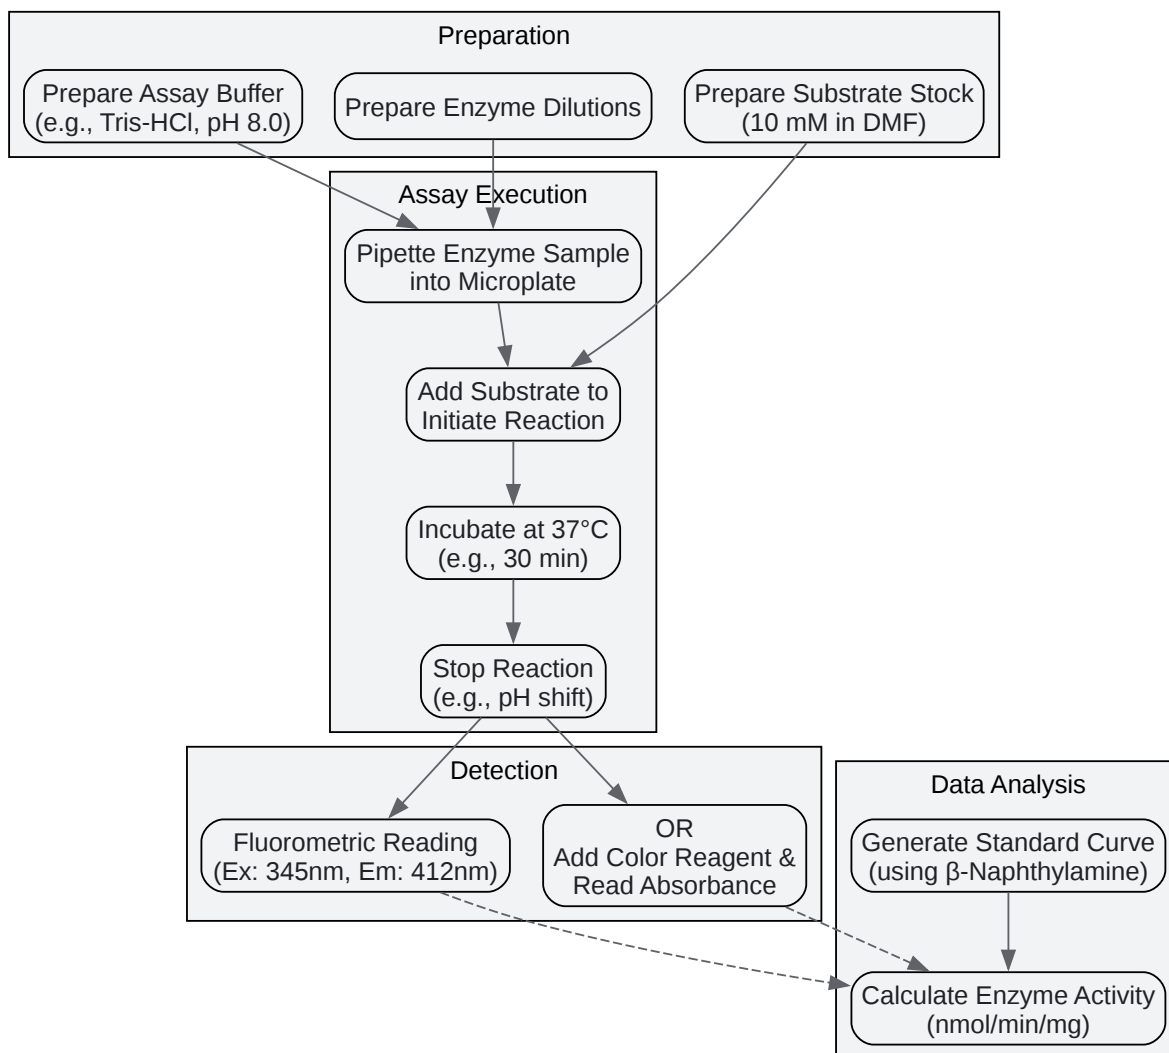 Preparation
Prepare Assay Buffer
(e.g., Tris-HCl, pH 8.0)
Prepare Enzyme Dilutions
Prepare Substrate Stock
(10 mM in DMF)
Assay Execution
Pipette Enzyme Sample
into Microplate
Add Substrate to
Initiate Reaction
Incubate at 37°C
(e.g., 30 min)
Stop Reaction
(e.g., pH shift)
Detection
Fluorometric Reading
(Ex: 345nm, Em: 412nm)
OR
Add Color Reagent &
Read Absorbance
Data Analysis
Generate Standard Curve
(using β-Naphthylamine)
Calculate Enzyme Activity
(nmol/min/mg)